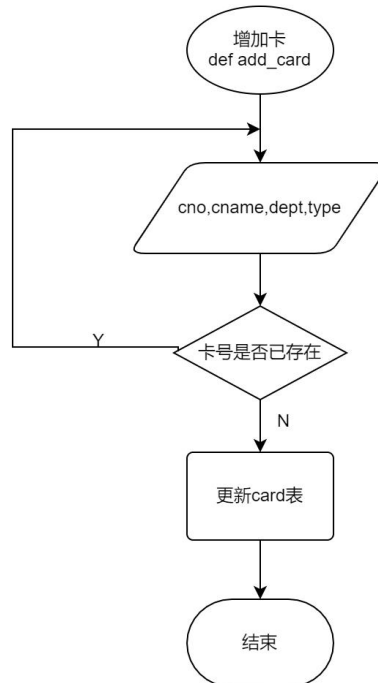 增加卡
def add_card
cno,cname,dept,type
卡号是否已存在
Y
N
更新card表
结束